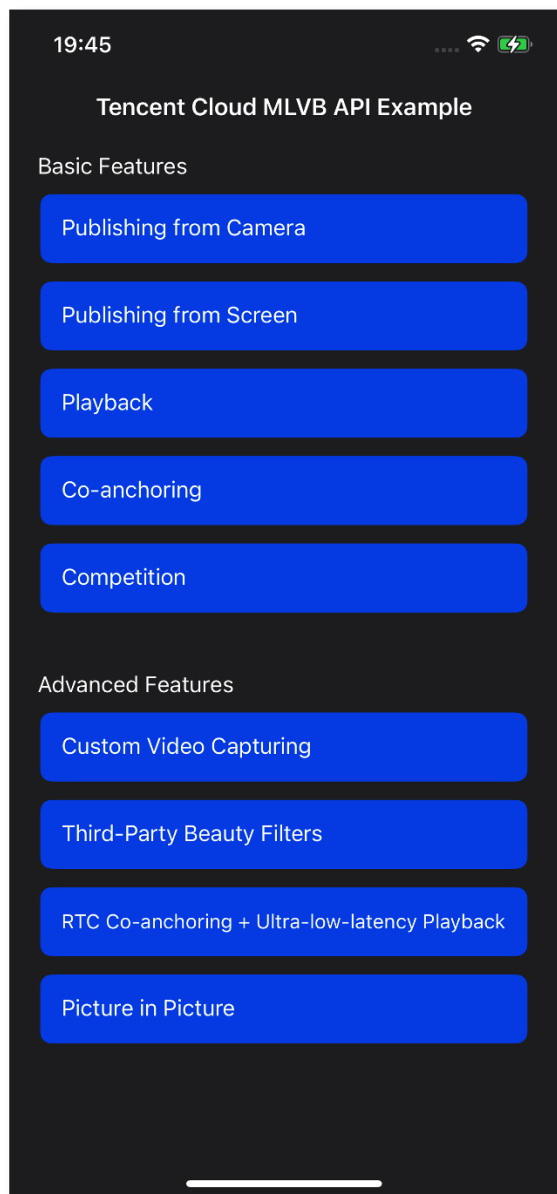 19:45
Tencent Cloud MLVB API Example
Basic Features
Publishing from Camera
Publishing from Screen
Playback
Co-anchoring
Competition
Advanced Features
Custom Video Capturing
Third-Party Beauty Filters
RTC Co-anchoring + Ultra-low-latency Playback
Picture in Picture